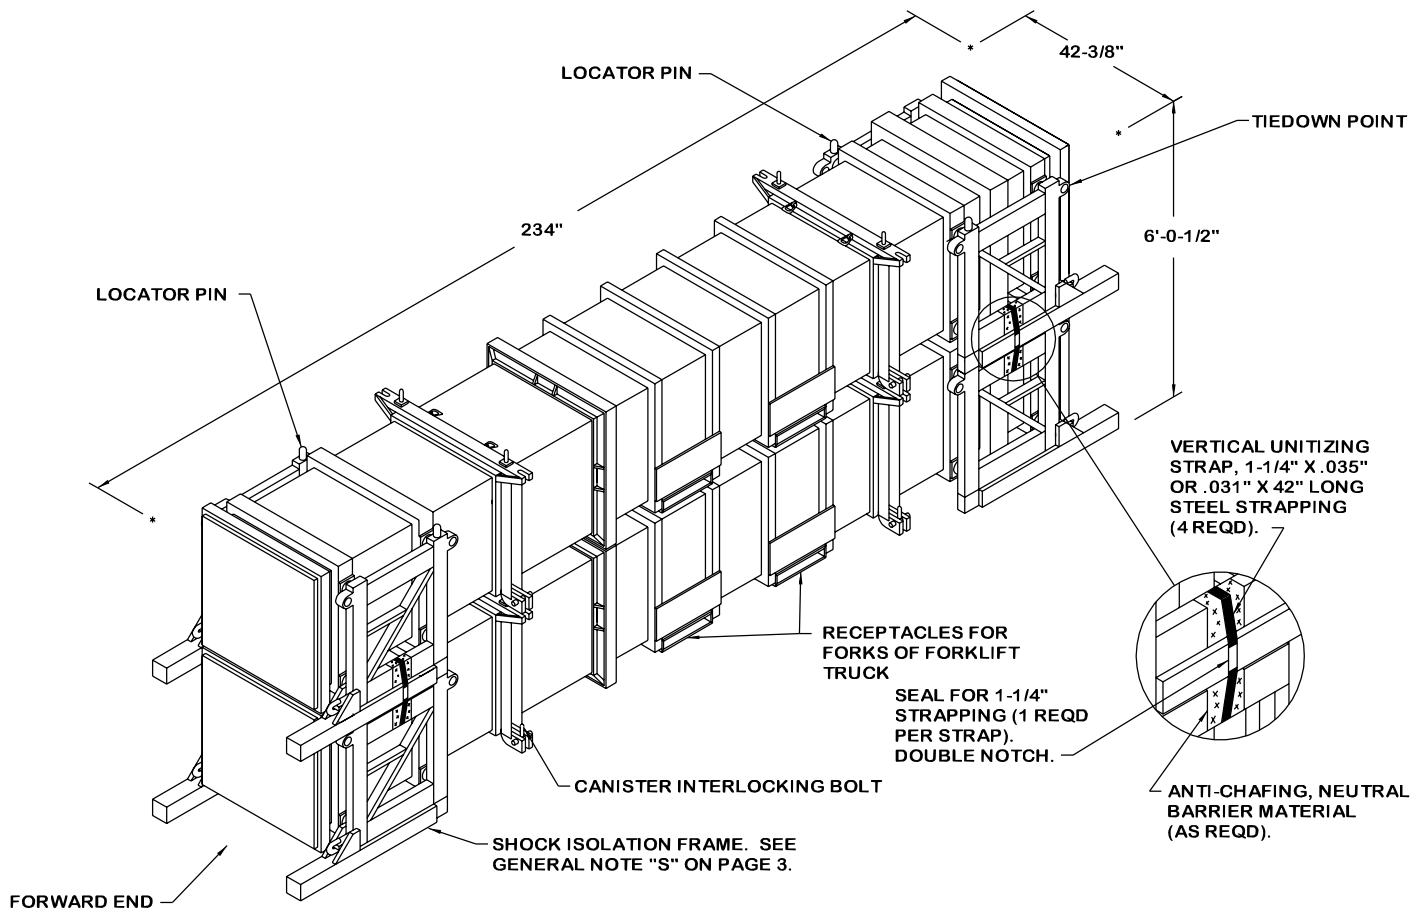 42-3/8"
*
LOCATOR PIN
*
TIEDOWN POINT
234"
6'-0-1/2"
LOCATOR PIN
*
VERTICAL UNITIZING
STRAP, 1-1/4" X .035"
OR .031" X 42" LONG
STEEL STRAPPING
(4 REQD).
RECEPTACLES FOR
FORKS OF FORKLIFT
TRUCK
SEAL FOR 1-1/4"
STRAPPING (1 REQD
PER STRAP).
DOUBLE NOTCH.
CANISTER INTERLOCKING BOLT
ANTI-CHAFING, NEUTRAL
BARRIER MATERIAL
(AS REQD).
SHOCK ISOLATION FRAME.  SEE
GENERAL NOTE "S" ON PAGE 3.
FORWARD END